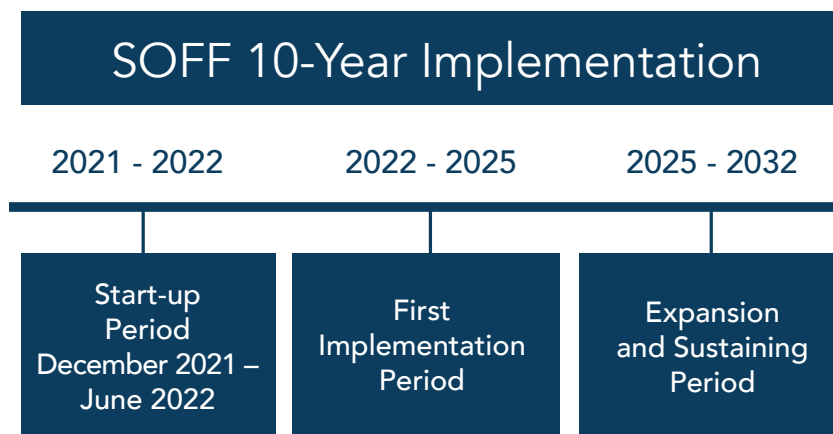 SOFF 10-Year Implementation
2021 - 2022
2022 - 2025
2025 - 2032
Start-up
Period
December 2021 –
June 2022
First
Implementation
Period
Expansion
and Sustaining
Period